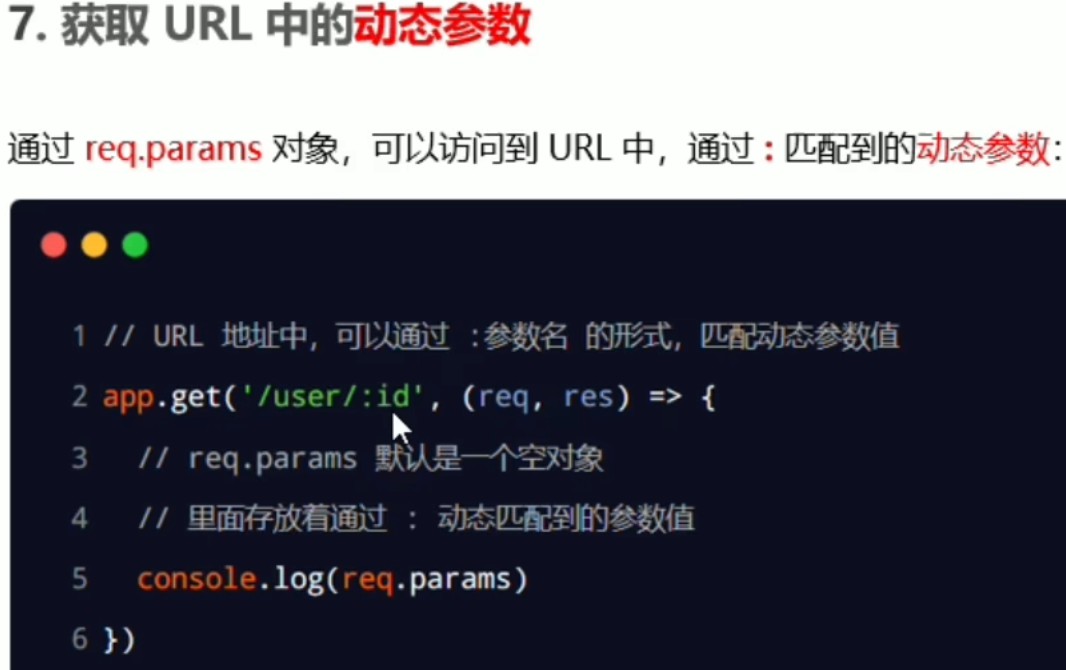 7. 获取 URL 中的动态参数
通过 req.params 对象，可以访问到 URL 中，通过 : 匹配到的动态参数：
1 // URL 地址中，可以通过 :参数名 的形式，匹配动态参数值
2 app.get('/user/:id', (req, res) => {
3   // req.params 默认是一个空对象
4   // 里面存放着通过 : 动态匹配到的参数值
5   console.log(req.params)
6 })